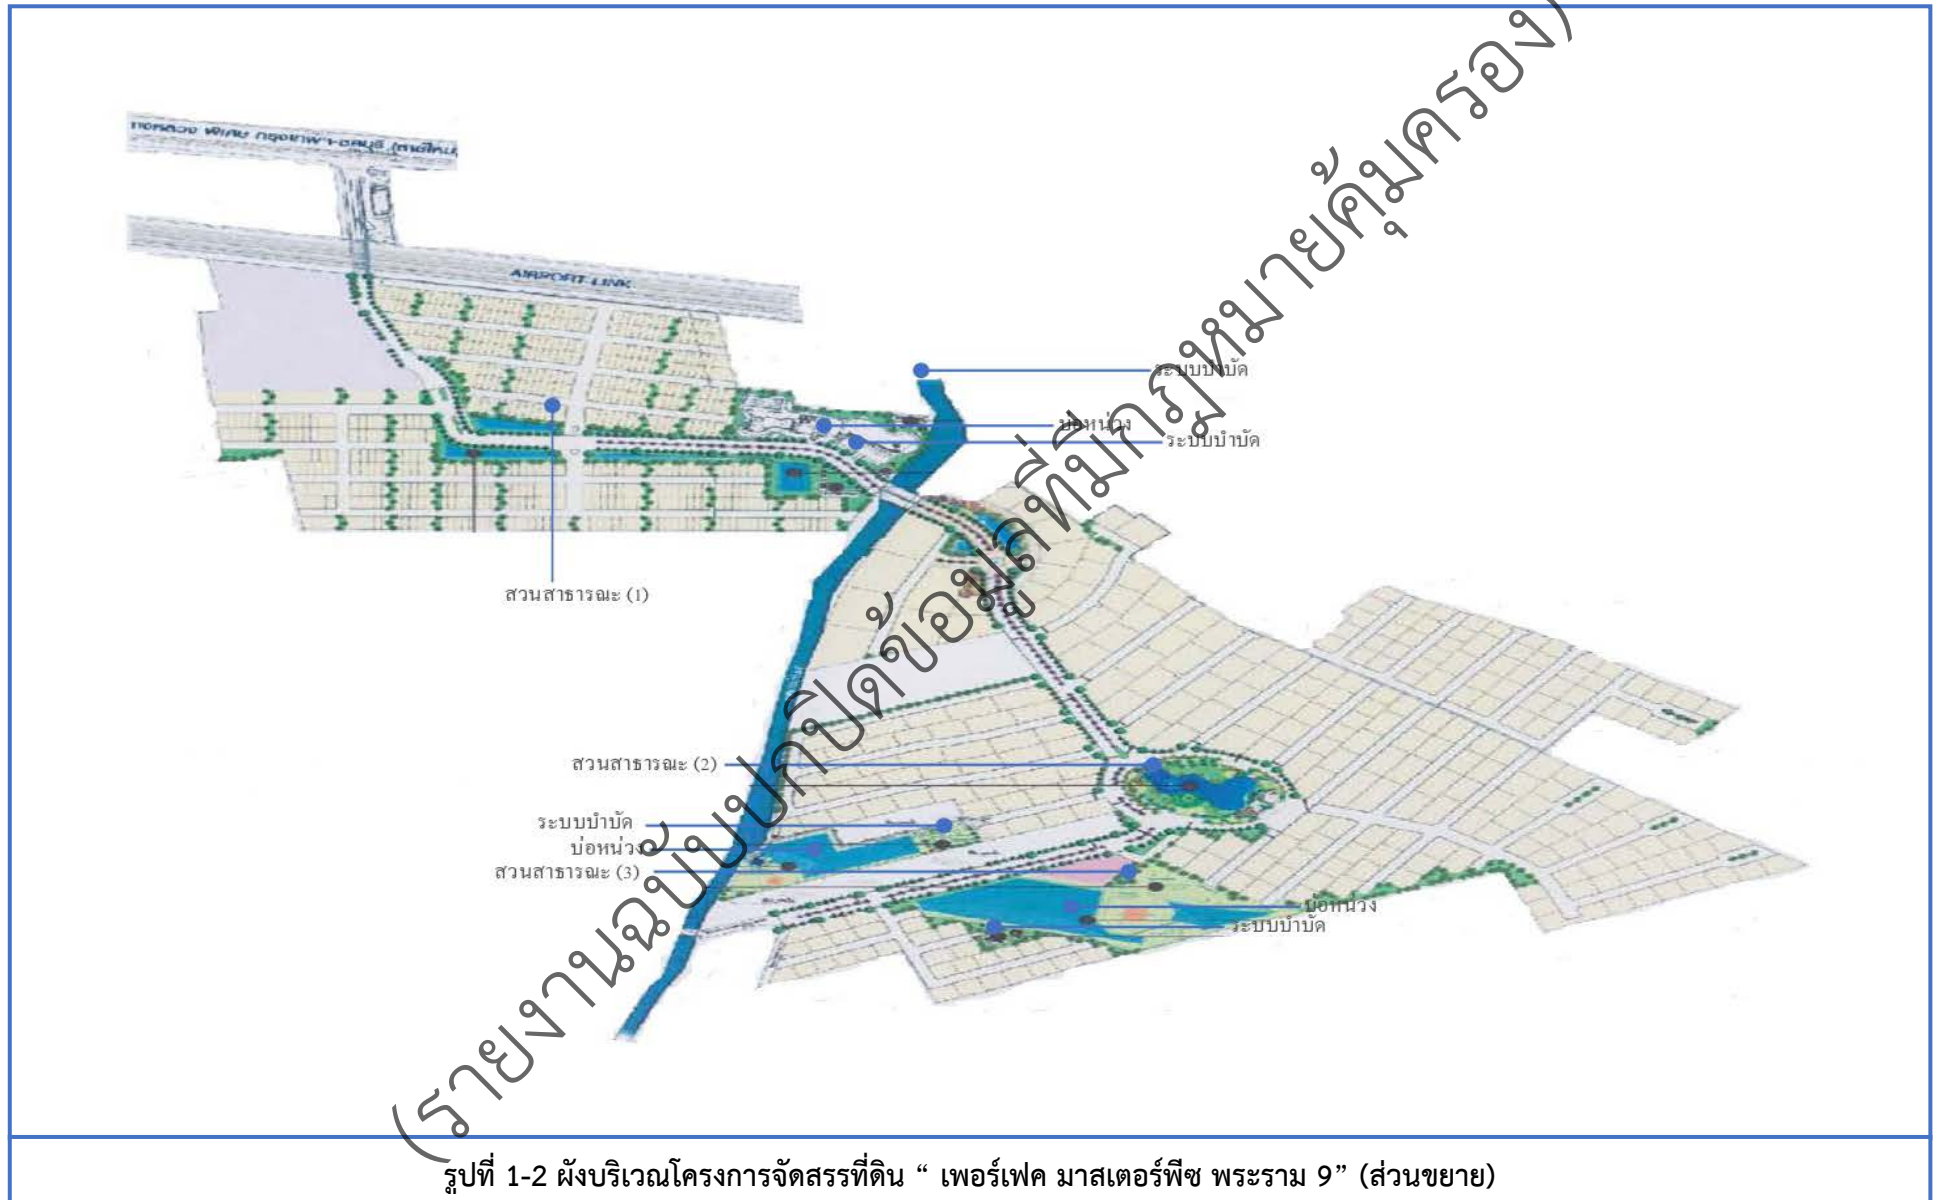 AIRPORT LINK
ระบบบำบัด
บ่อหน่วง
ระบบบำบัด
สวนสาธารณะ (1)
สวนสาธารณะ (2)
ระบบบำบัด
บ่อหน่วง
สวนสาธารณะ (3)
บ่อหน่วง
ระบบบำบัด
(รายงานฉบับปกปิดข้อมูลที่มีกฎหมายคุ้มครอง)
รูปที่ 1-2 ผังบริเวณโครงการจัดสรรที่ดิน “ เพอร์เฟค มาสเตอร์พีซ พระราม 9” (ส่วนขยาย)